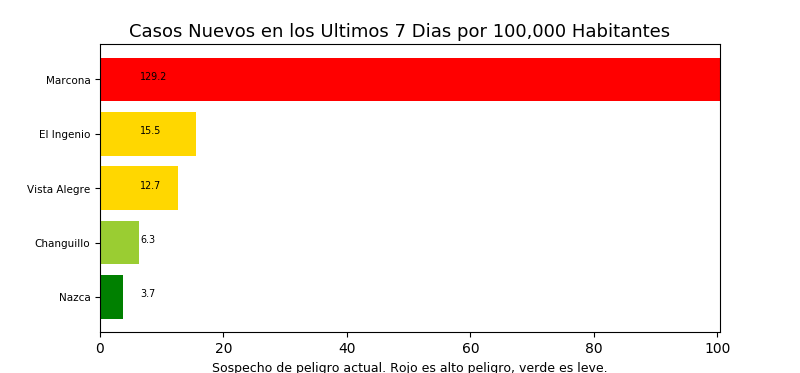 Casos Nuevos en los Ultimos 7 Dias por 100,000 Habitantes
Marcona 129.2
El Ingenio 15.5
Vista Alegre 12.7
Changuillo 6.3
Nazca 3.7
0 20 40 60 80 100
Sospecho de peligro actual. Rojo es alto peligro, verde es leve.